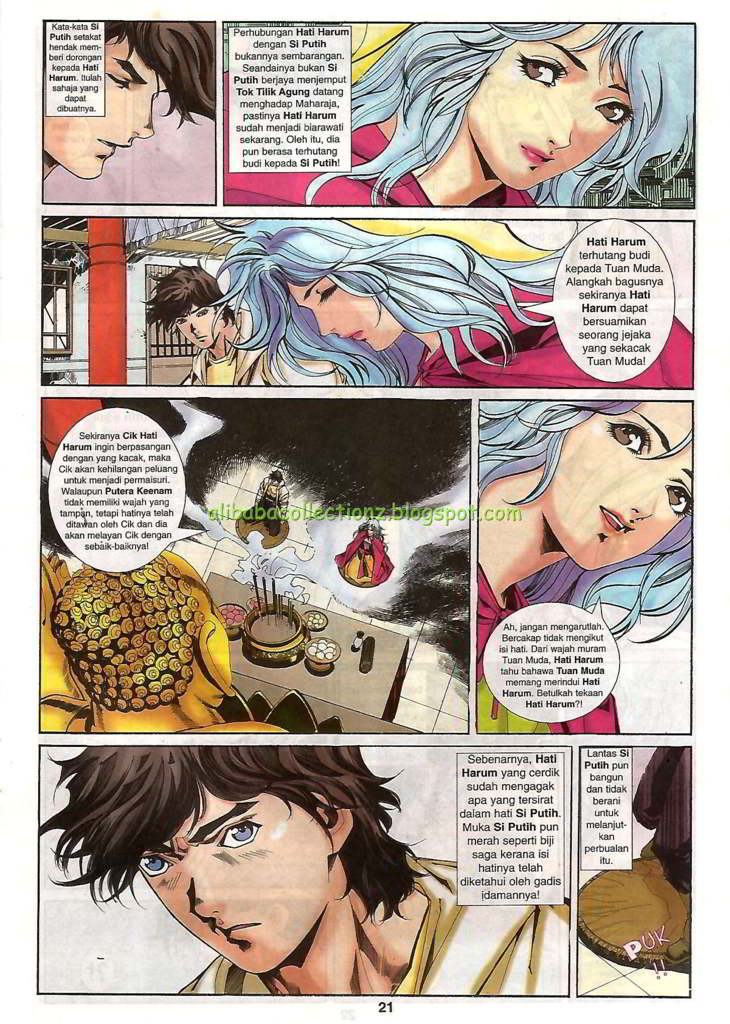 Kata-kata Si
Putih setakat
hendak mem-
beri dorongan
kepada Hati
Harum. Itulah
sahaja yang
dapat
dibuatnya.
Perhubungan Hati Harum
dengan Si Putih
bukannya sembarangan.
Seandainya bukan Si
Putih berjaya menjemput
Tok Tilik Agung datang
menghadap Maharaja,
pastinya Hati Harum
sudah menjadi biarawati
sekarang. Oleh itu, dia
pun berasa terhutang
budi kepada Si Putih!
Hati Harum
terhutang budi
kepada Tuan Muda.
Alangkah bagusnya
sekiranya Hati
Harum dapat
bersuamikan
seorang jejaka
yang sekacak
Tuan Muda!
Sekiranya Cik Hati
Harum ingin berpasangan
dengan yang kacak, maka
Cik akan kehilangan peluang
untuk menjadi permaisuri.
Walaupun Putera Keenam
tidak memiliki wajah yang
tampan, tetapi hatinya telah
ditawan oleh Cik dan dia
akan melayan Cik dengan
sebaik-baiknya!
alibabacollectionz.blogspot.com
Ah, jangan mengarutlah.
Bercakap tidak mengikut
isi hati. Dari wajah muram
Tuan Muda, Hati Harum
tahu bahawa Tuan Muda
memang merindui Hati
Harum. Betulkah tekaan
Hati Harum?!
Sebenarnya, Hati
Harum yang cerdik
sudah mengagak
apa yang tersirat
dalam hati Si Putih.
Muka Si Putih pun
merah seperti biji
saga kerana isi
hatinya telah
diketahui oleh gadis
idamannya!
Lantas Si
Putih pun
bangun
dan tidak
berani
untuk
melanjut-
kan
perbualan
itu.
PUK
!!
21